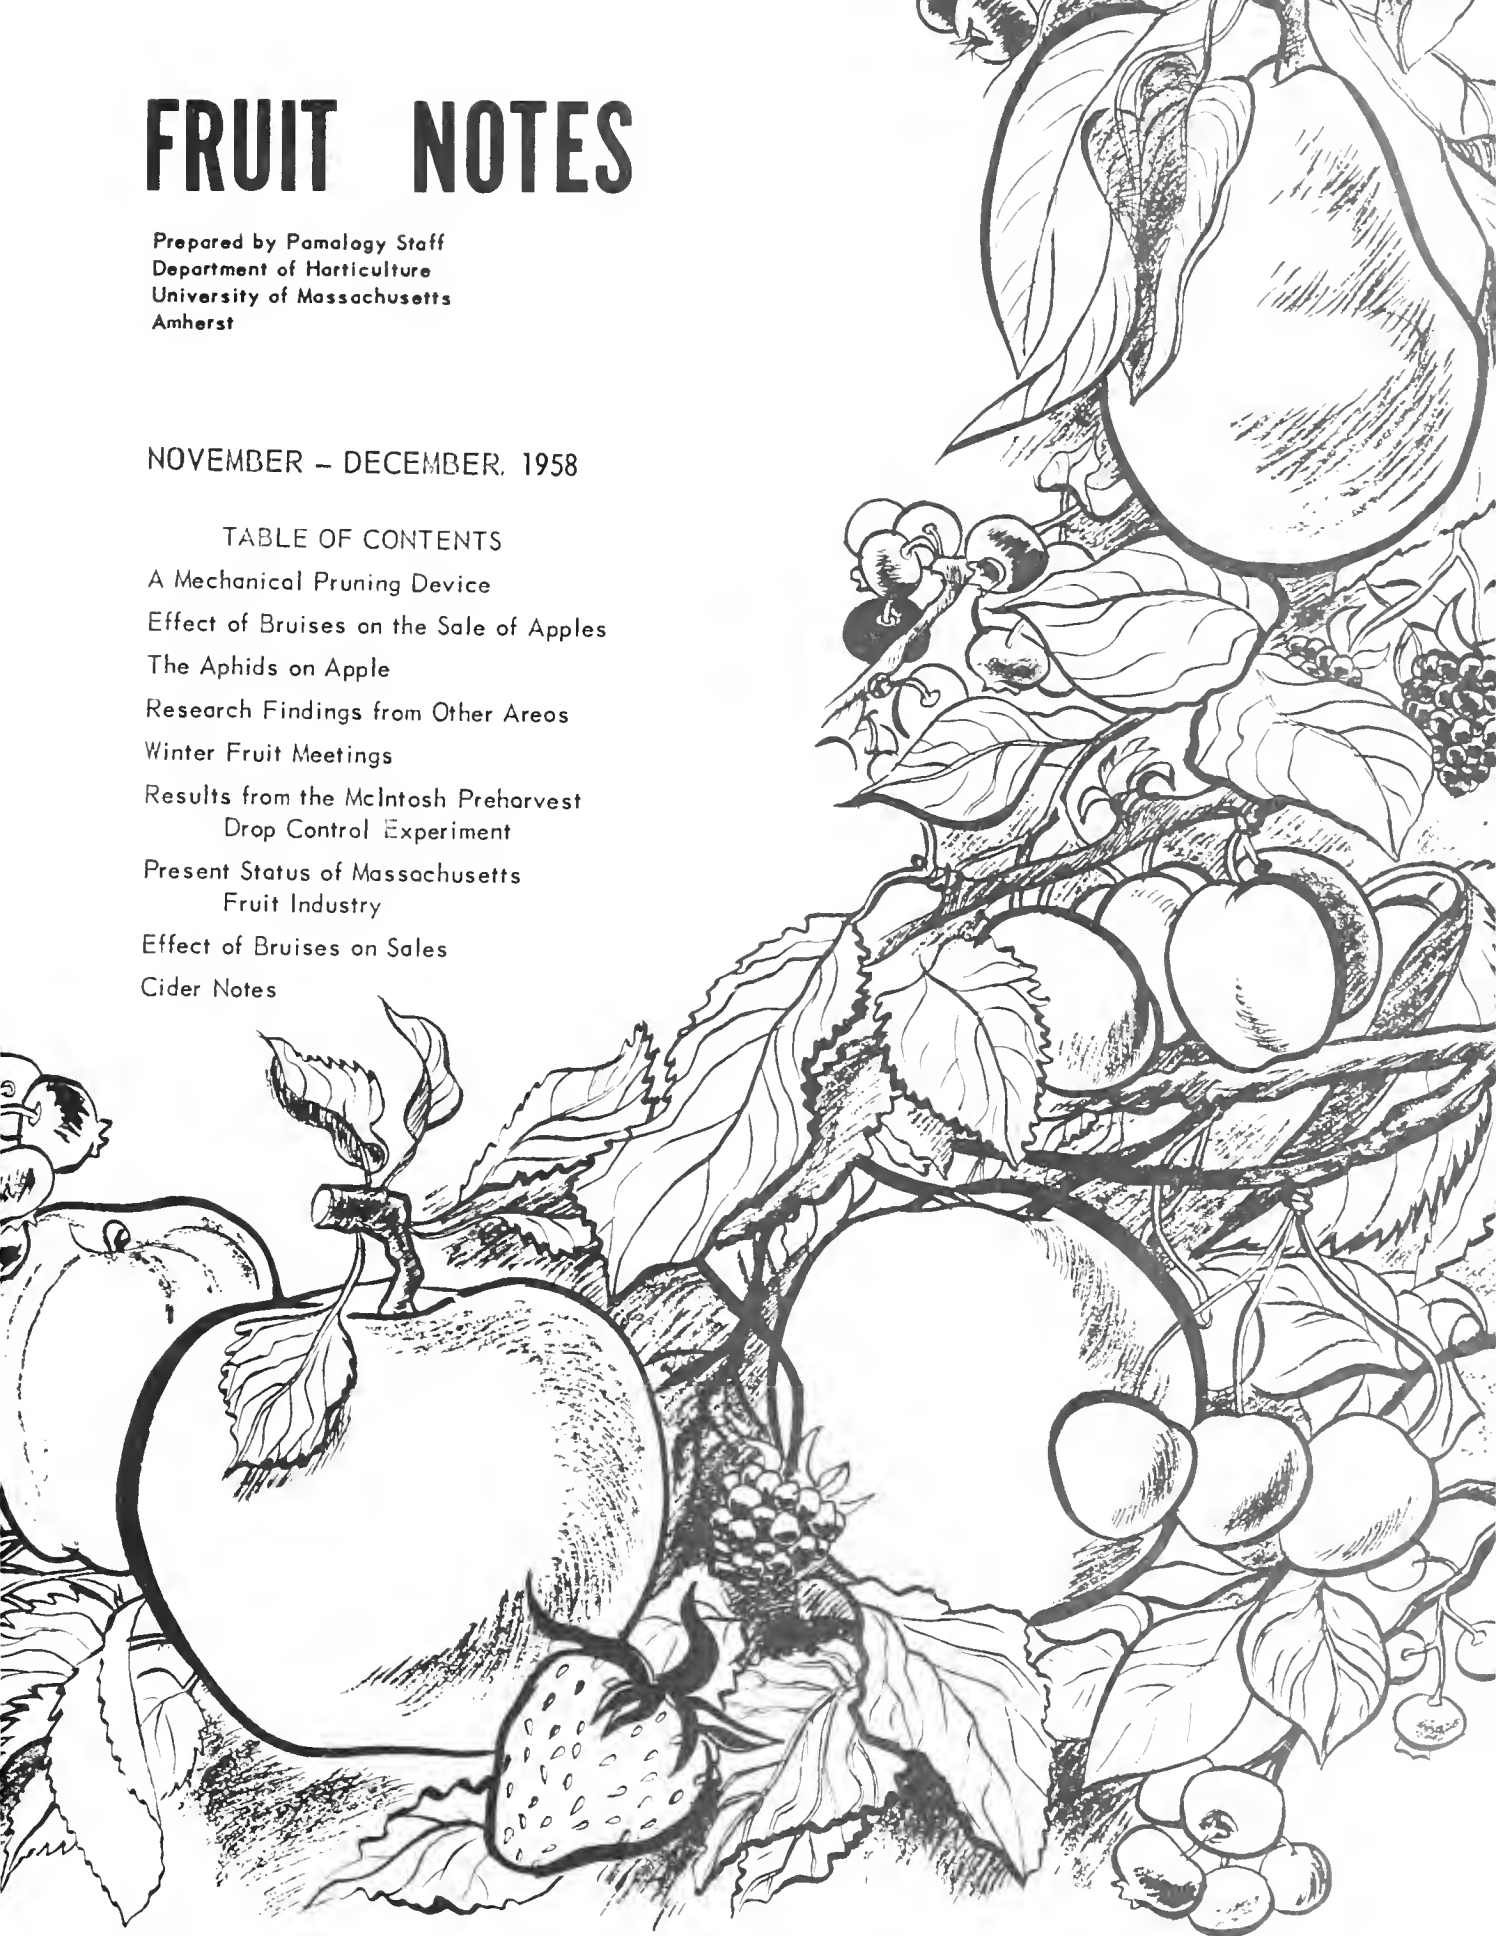 FRUIT NOTES
Prepared by Pomology Staff
Department of Horticulture
University of Massachusetts
Amherst
NOVEMBER – DECEMBER, 1958
TABLE OF CONTENTS
A Mechanical Pruning Device
Effect of Bruises on the Sale of Apples
The Aphids on Apple
Research Findings from Other Areas
Winter Fruit Meetings
Results from the McIntosh Preharvest
Drop Control Experiment
Present Status of Massachusetts
Fruit Industry
Effect of Bruises on Sales
Cider Notes